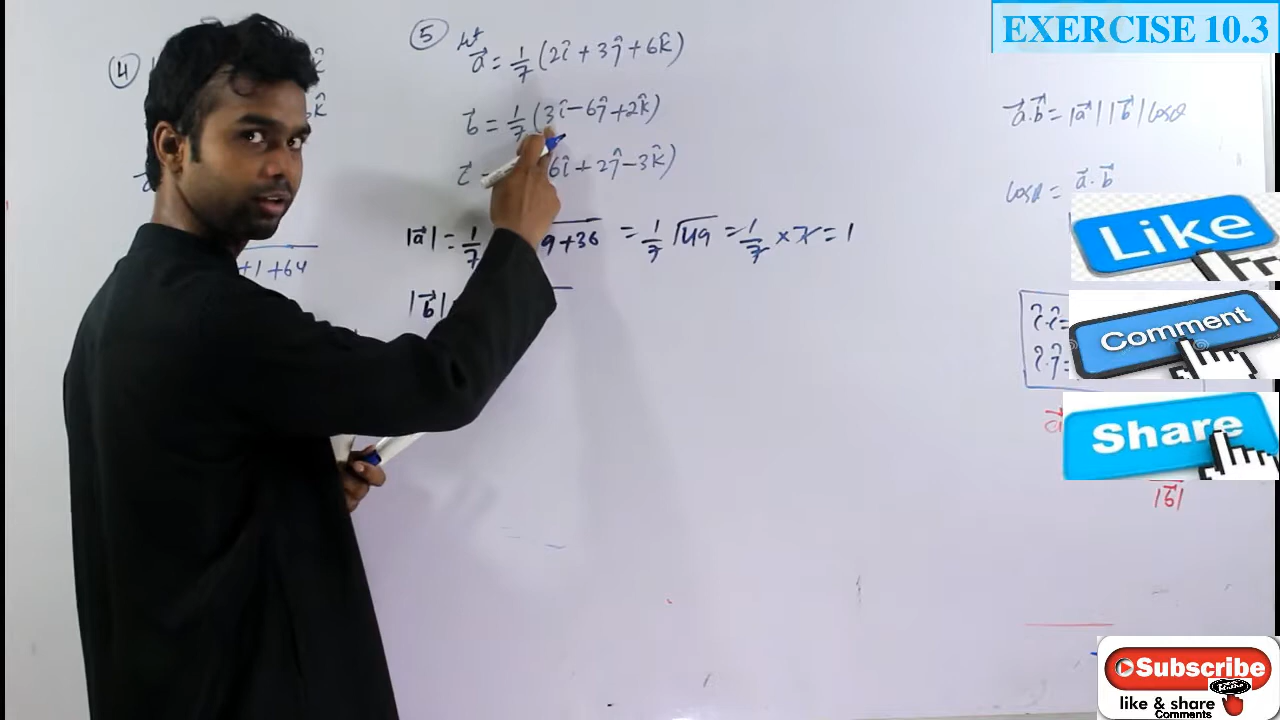 EXERCISE 10.3
④
k̂
k̂
+1+64
⑤ let
a⃗ = 1/7 (2î + 3ĵ + 6k̂)
b⃗ = 1/7 (3î − 6ĵ + 2k̂)
c⃗ = 6î + 2ĵ − 3k̂)
|a⃗| = 1/7 9+36 = 1/7 √49 = 1/7 × 7 = 1
|b⃗|
a⃗.b⃗ = |a⃗| |b⃗| cosθ
cosθ = a⃗.b⃗
î.î =
î.ĵ =
a⃗
|b⃗|
Like
Comment
Share
Subscribe
like & share
Comments